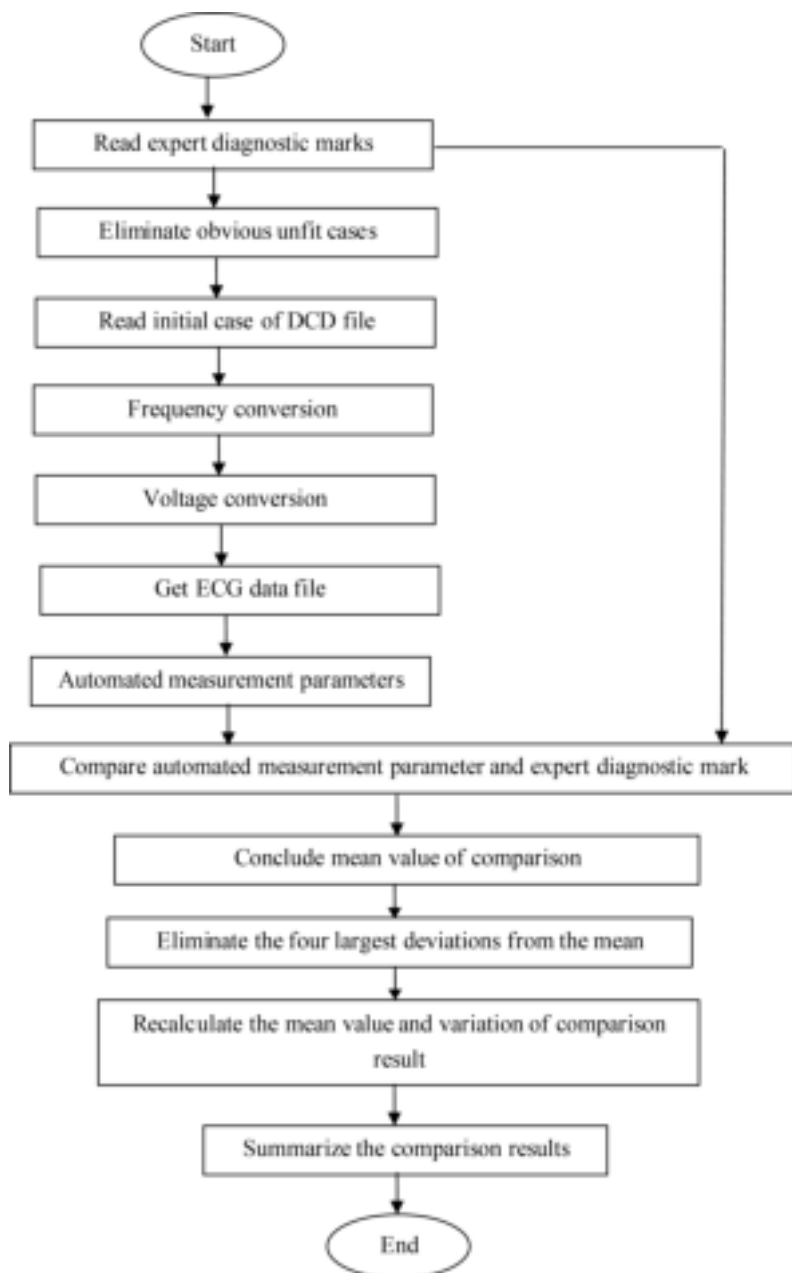 Start
Read expert diagnostic marks
Eliminate obvious unfit cases
Read initial case of DCD file
Frequency conversion
Voltage conversion
Get ECG data file
Automated measurement parameters
Compare automated measurement parameter and expert diagnostic mark
Conclude mean value of comparison
Eliminate the four largest deviations from the mean
Recalculate the mean value and variation of comparison
result
Summarize the comparison results
End